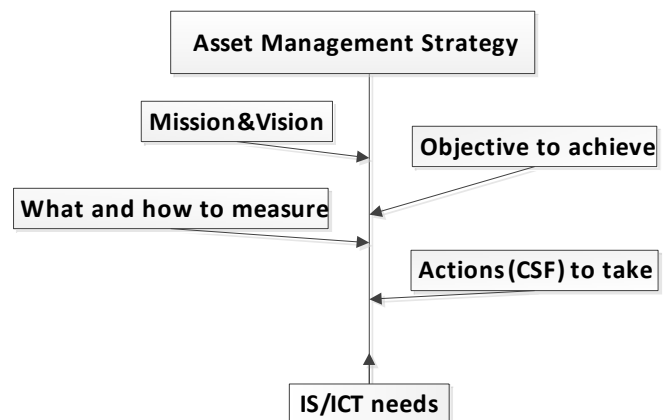 Asset Management Strategy
Mission&Vision
Objective to achieve
What and how to measure
Actions (CSF) to take
IS/ICT needs